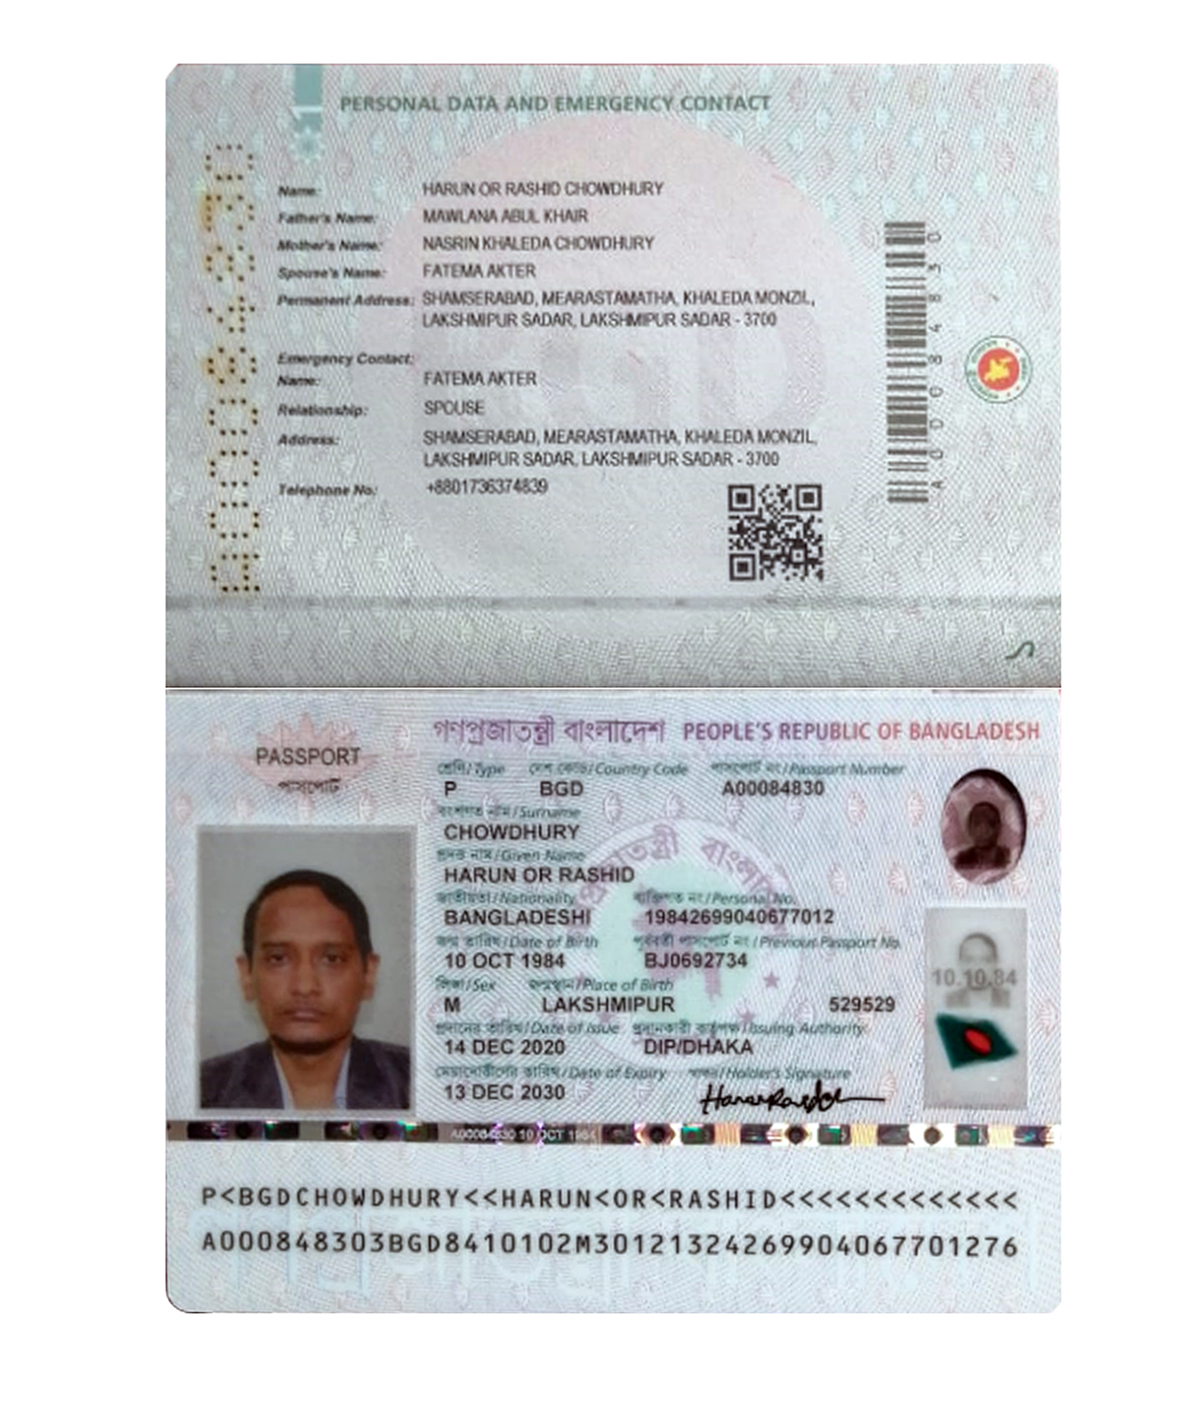 PERSONAL DATA AND EMERGENCY CONTACT
Name: HARUN OR RASHID CHOWDHURY
Father's Name: MAWLANA ABUL KHAIR
Mother's Name: NASRIN KHALEDA CHOWDHURY
Spouse's Name: FATEMA AKTER
Permanent Address: SHAMSERABAD, MEARASTAMATHA, KHALEDA MONZIL,
LAKSHMIPUR SADAR, LAKSHMIPUR SADAR - 3700
Emergency Contact:
Name: FATEMA AKTER
Relationship: SPOUSE
Address: SHAMSERABAD, MEARASTAMATHA, KHALEDA MONZIL,
LAKSHMIPUR SADAR, LAKSHMIPUR SADAR - 3700
Telephone No.: +8801736374839
A00084830
A00084830
গণপ্রজাতন্ত্রী বাংলাদেশ PEOPLE'S REPUBLIC OF BANGLADESH
PASSPORT
পাসপোর্ট
শ্রেণি/Type দেশ কোড/Country Code পাসপোর্ট নং/Passport Number
P BGD A00084830
বংশগত নাম/Surname
CHOWDHURY
প্রদত্ত নাম/Given Name
HARUN OR RASHID
জাতীয়তা/Nationality ব্যক্তিগত নং/Personal No.
BANGLADESHI 19842699040677012
জন্ম তারিখ/Date of Birth পূর্ববর্তী পাসপোর্ট নং/Previous Passport No.
10 OCT 1984 BJ0692734
লিঙ্গ/Sex জন্মস্থান/Place of Birth
M LAKSHMIPUR 529529
প্রদানের তারিখ/Date of Issue প্রদানকারী কর্তৃপক্ষ/Issuing Authority
14 DEC 2020 DIP/DHAKA
মেয়াদোত্তীর্ণের তারিখ/Date of Expiry স্বাক্ষর/Holder's Signature
13 DEC 2030
10.10.84
A00084830 10 OCT 1984
P<BGDCHOWDHURY<<HARUN<OR<RASHID<<<<<<<<<<<<<
A000848303BGD8410102M30121324269904067701276